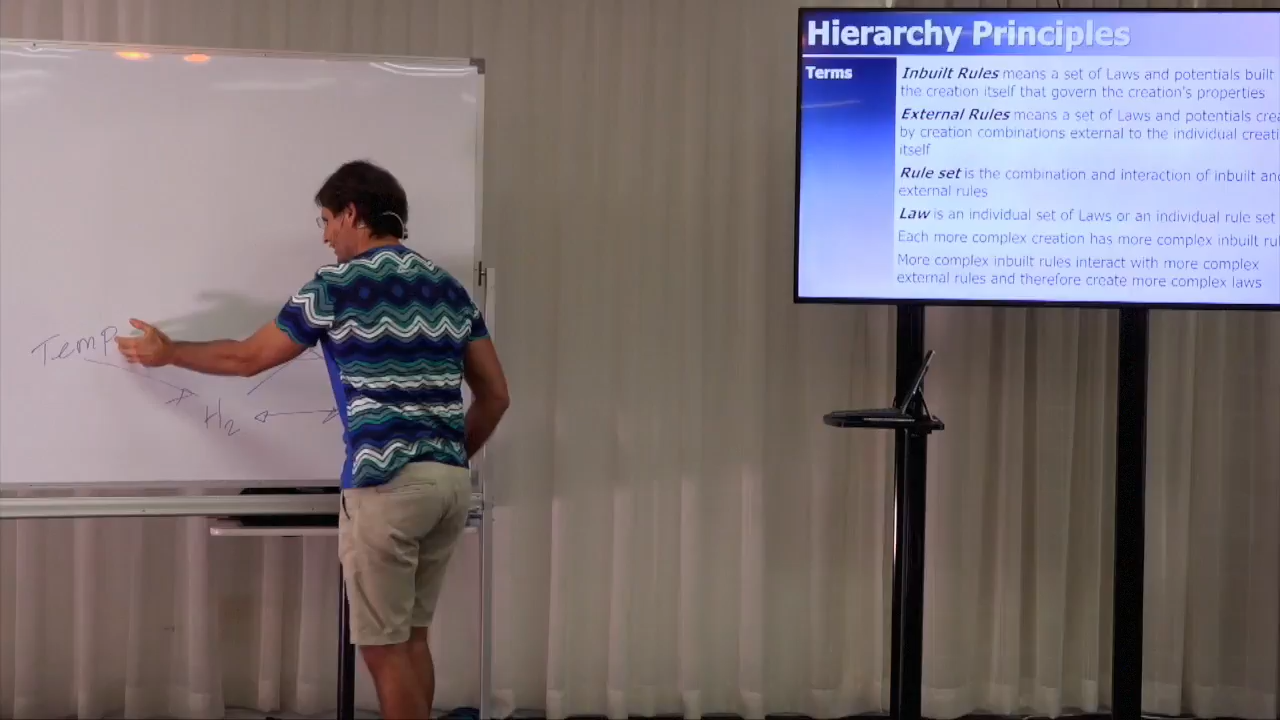 Temp
H2
Hierarchy Principles
Terms
Inbuilt Rules means a set of Laws and potentials built
the creation itself that govern the creation's properties
External Rules means a set of Laws and potentials crea
by creation combinations external to the individual creati
itself
Rule set is the combination and interaction of inbuilt and
external rules
Law is an individual set of Laws or an individual rule set
Each more complex creation has more complex inbuilt rul
More complex inbuilt rules interact with more complex
external rules and therefore create more complex laws